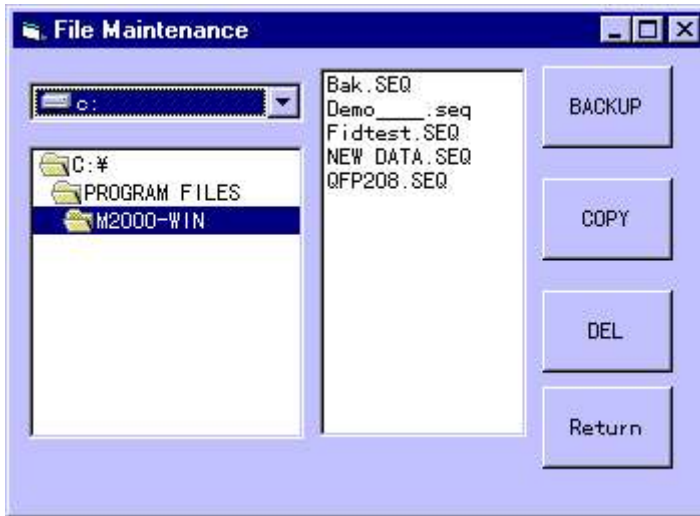 File Maintenance
c:
C:¥
PROGRAM FILES
M2000-WIN
Bak.SEQ
Demo____.seq
Fidtest.SEQ
NEW DATA.SEQ
QFP208.SEQ
BACKUP
COPY
DEL
Return